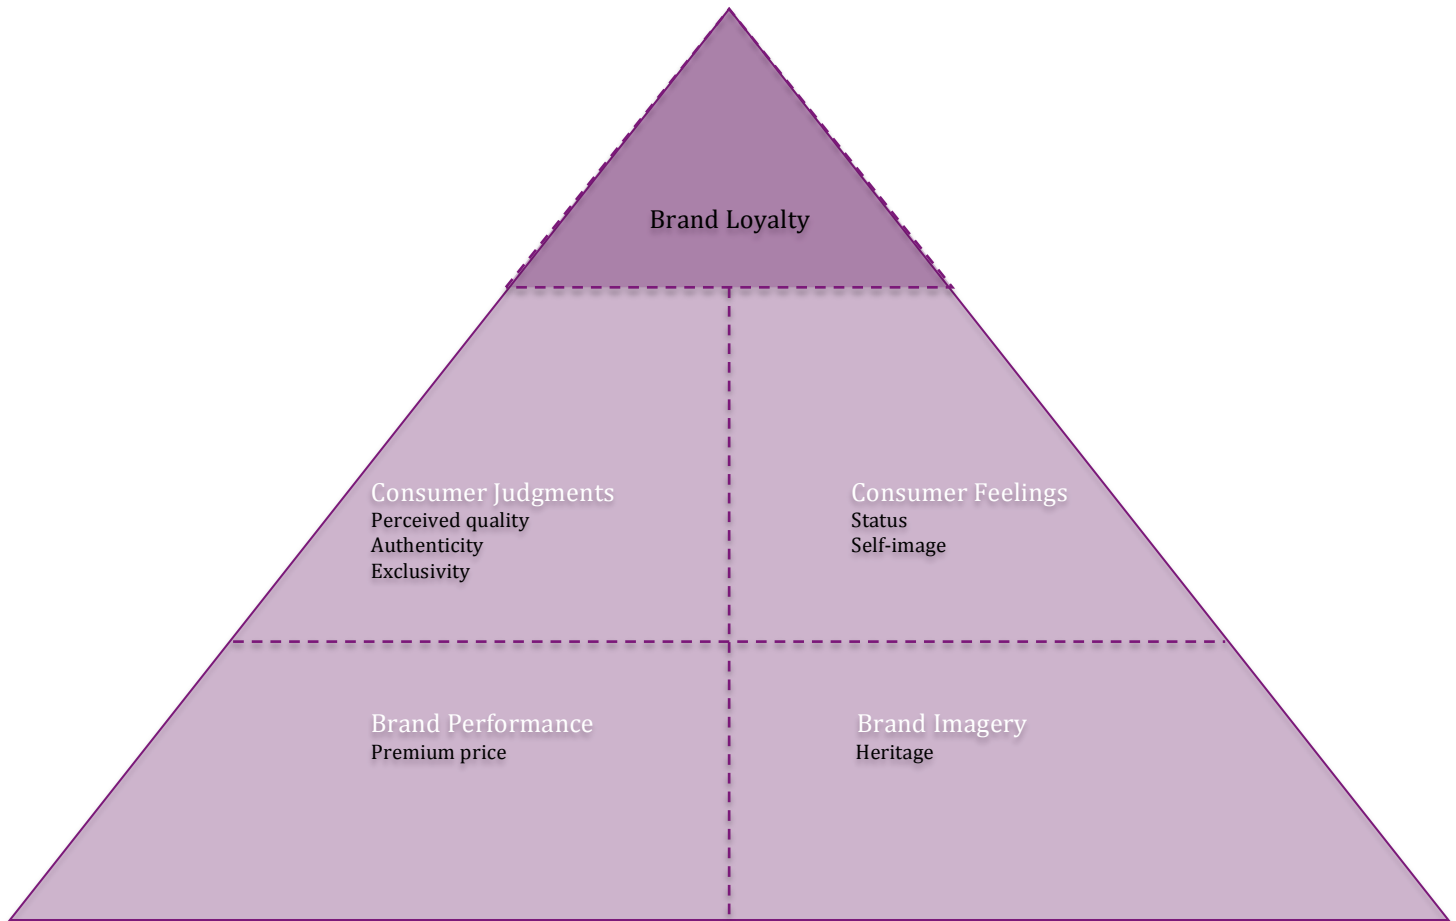 Brand Loyalty
Consumer Judgments
Perceived quality
Authenticity
Exclusivity
Consumer Feelings
Status
Self-image
Brand Performance
Premium price
Brand Imagery
Heritage